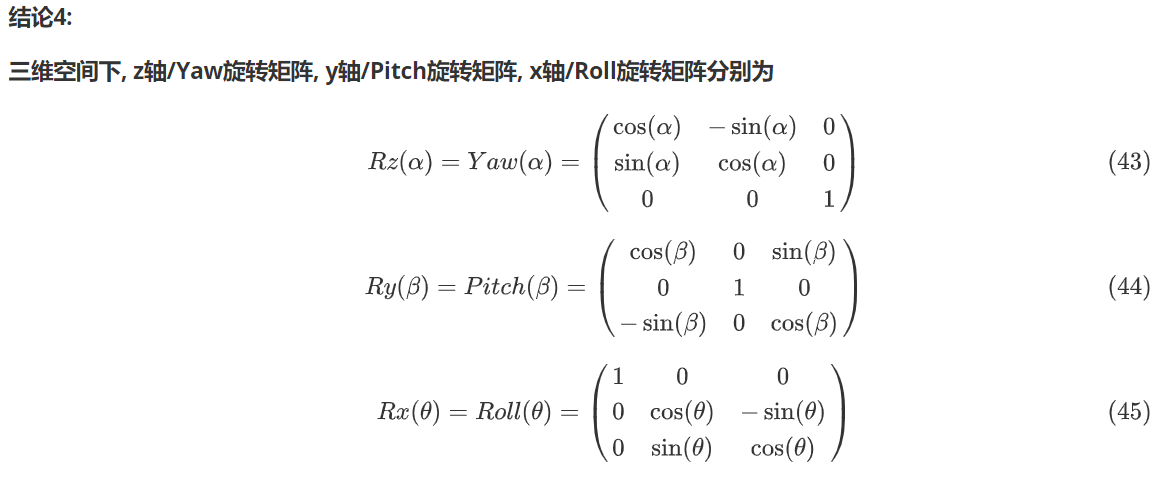 结论4:
三维空间下, z轴/Yaw旋转矩阵, y轴/Pitch旋转矩阵, x轴/Roll旋转矩阵分别为
cos(α) − sin(α) 0
Rz(α) = Yaw(α) = sin(α) cos(α) 0 (43)
0 0 1
cos(β) 0 sin(β)
Ry(β) = Pitch(β) = 0 1 0 (44)
− sin(β) 0 cos(β)
1 0 0
Rx(θ) = Roll(θ) = 0 cos(θ) − sin(θ) (45)
0 sin(θ) cos(θ)